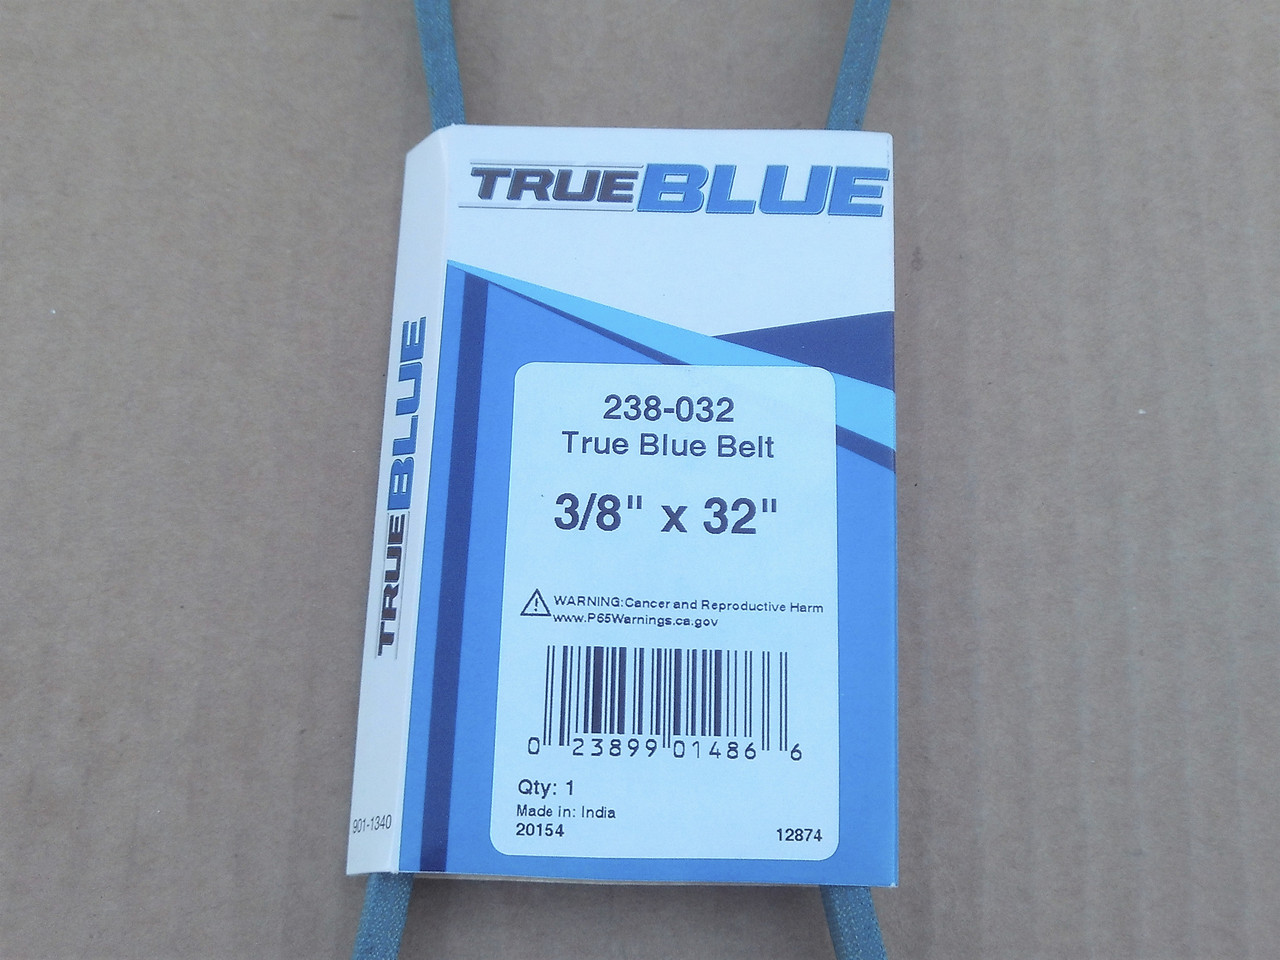 TRUEBLUE
TRUEBLUE
238-032
True Blue Belt
3/8" x 32"
WARNING:Cancer and Reproductive Harm
www.P65Warnings.ca.gov
0 23899 01486 6
Qty: 1
Made in: India
20154
12874
901-1340